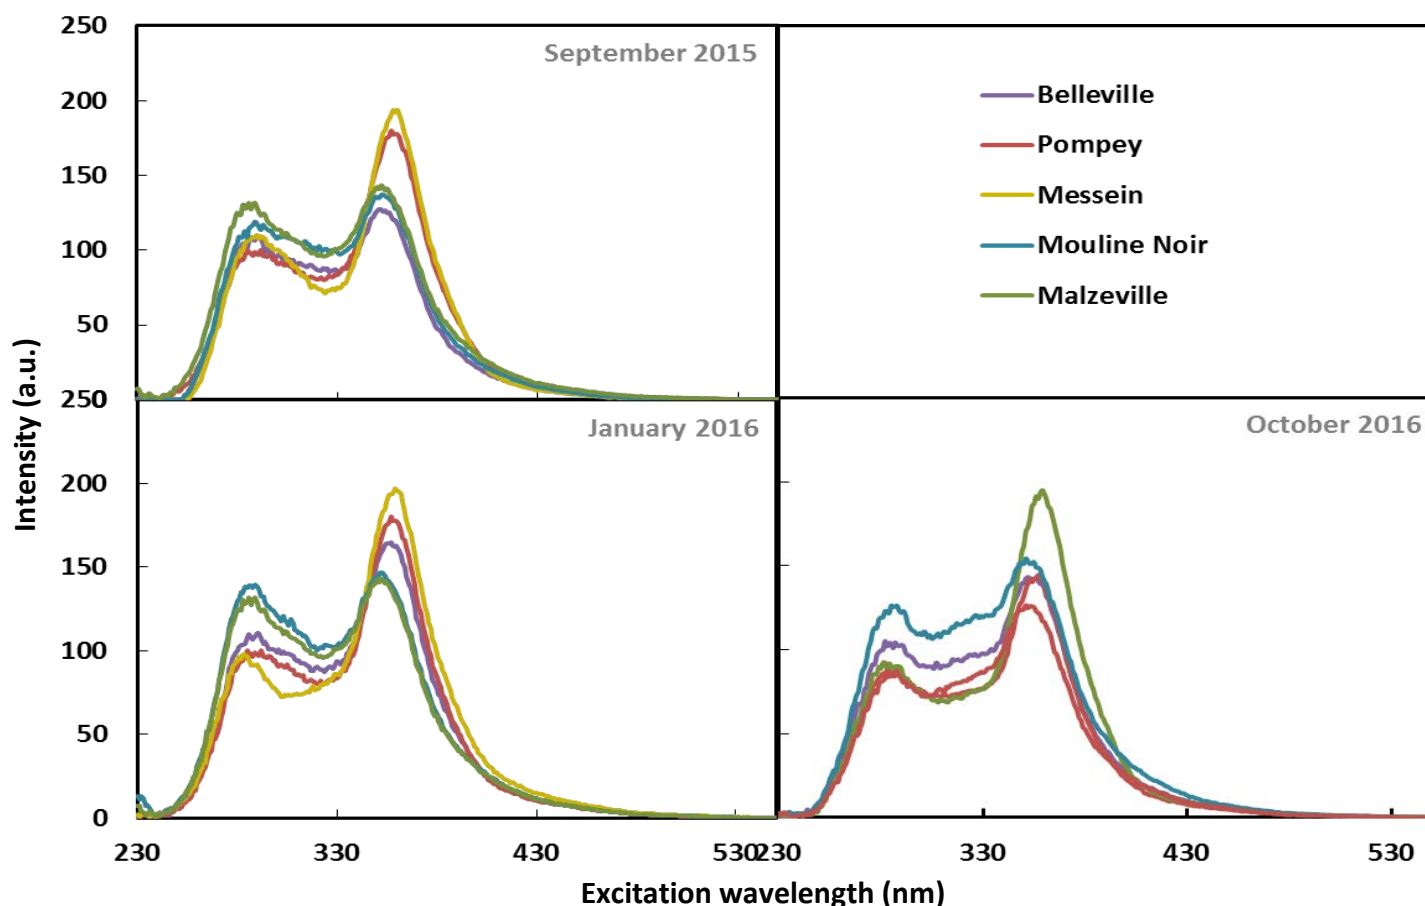 250
200
150
100
50
250
200
150
100
50
0
Intensity (a.u.)
September 2015
Belleville
Pompey
Messein
Mouline Noir
Malzeville
January 2016
October 2016
230
330
430
530
230
330
430
530
Excitation wavelength (nm)